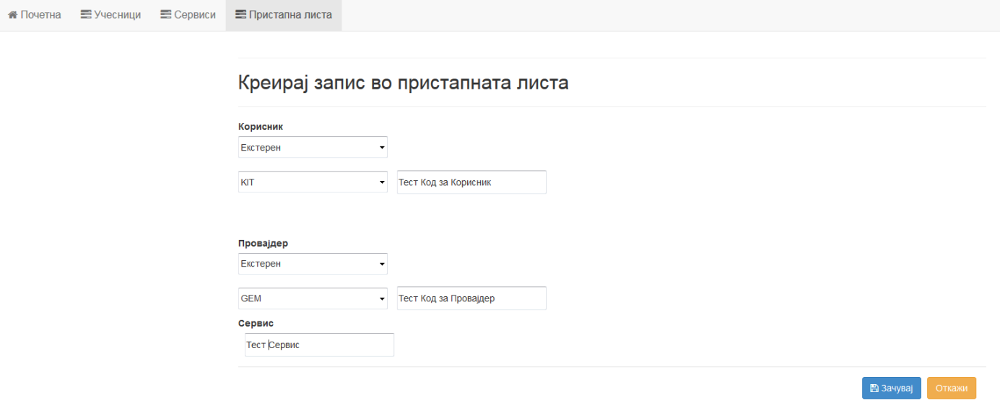 Почетна Учесници Сервиси Пристапна листа
Креирај запис во пристапната листа
Корисник
Екстерен
KIT Тест Код за Корисник
Провајдер
Екстерен
GEM Тест Код за Провајдер
Сервис
Тест Сервис
Зачувај Откажи